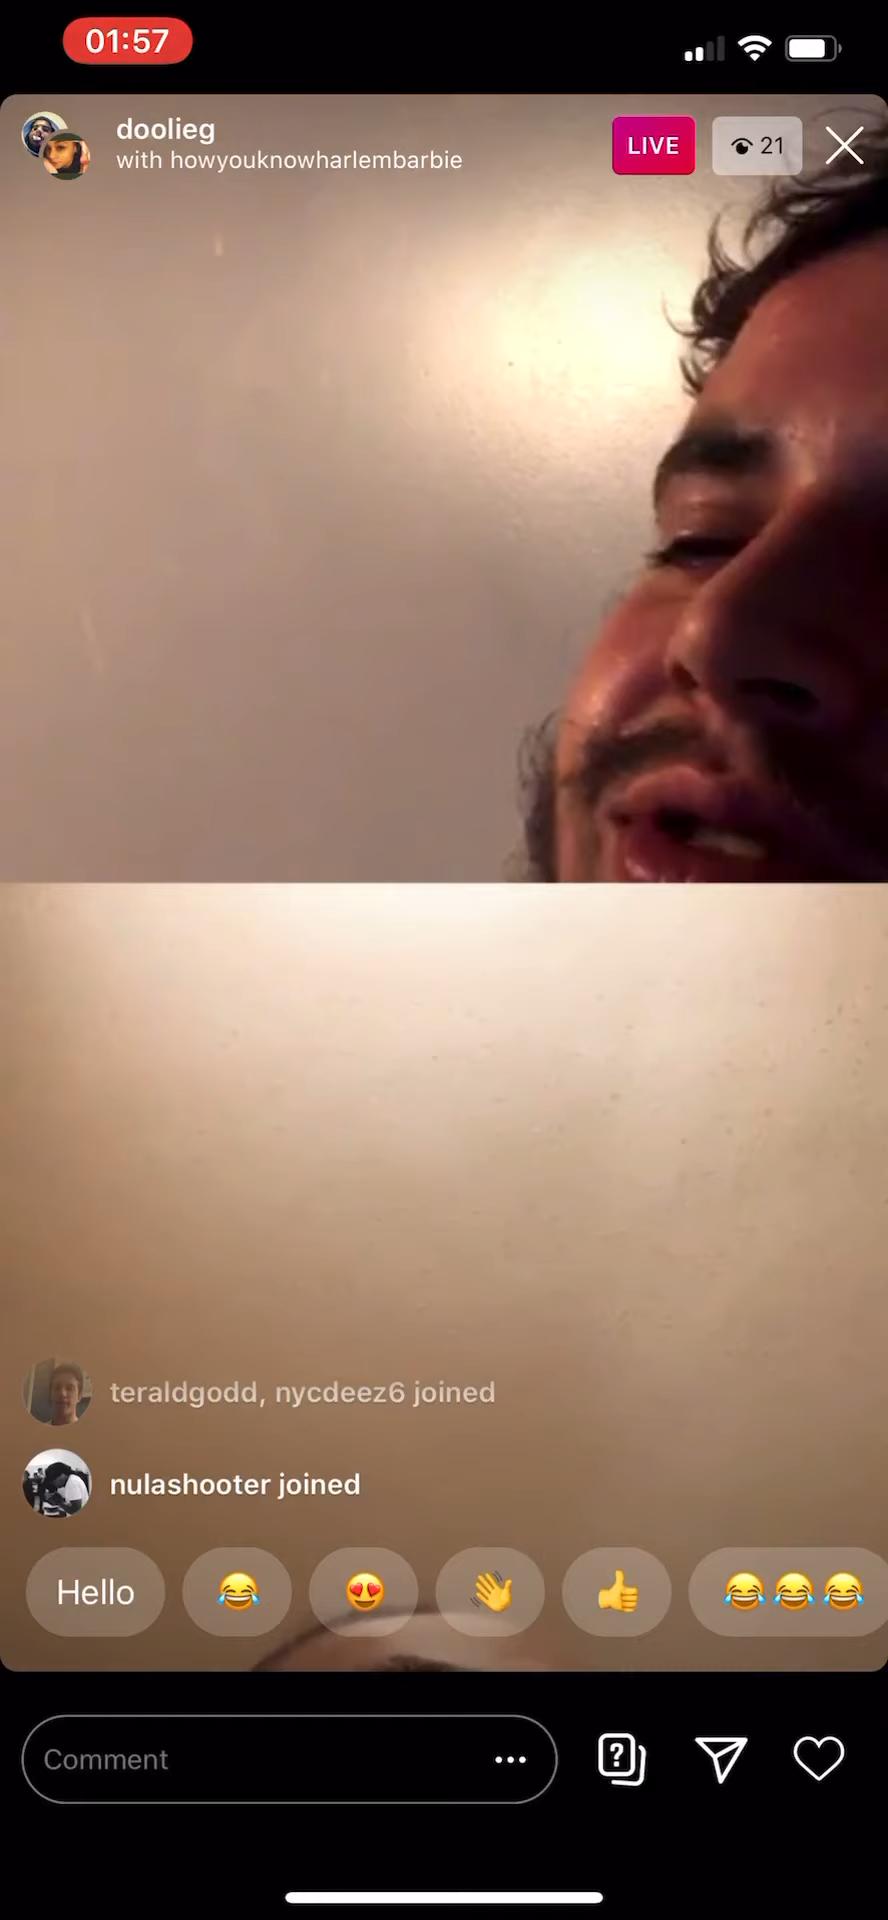 01:57
doolieg
with howyouknowharlembarbie
LIVE
21
teraldgodd, nycdeez6 joined
nulashooter joined
Hello
Comment